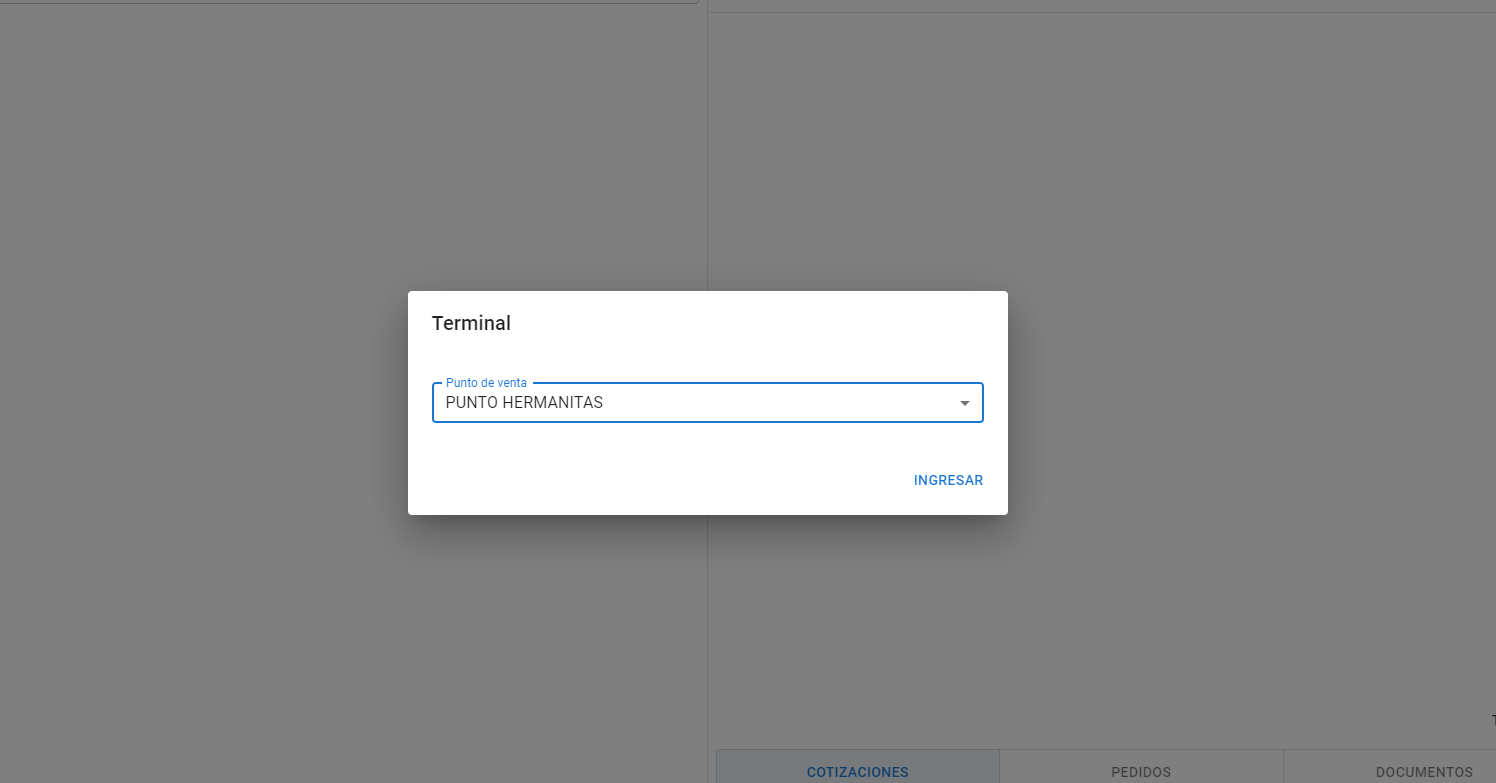 Terminal
Punto de venta
PUNTO HERMANITAS
INGRESAR
COTIZACIONES
PEDIDOS
DOCUMENTOS